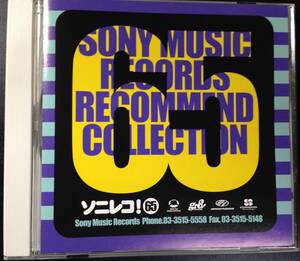 SONY MUSIC
RECORDS
RECOMMEND
COLLECTION
65
ソニレコ! 65
Sony Music Records Phone.03-3515-5558 Fax. 03-3515-5148